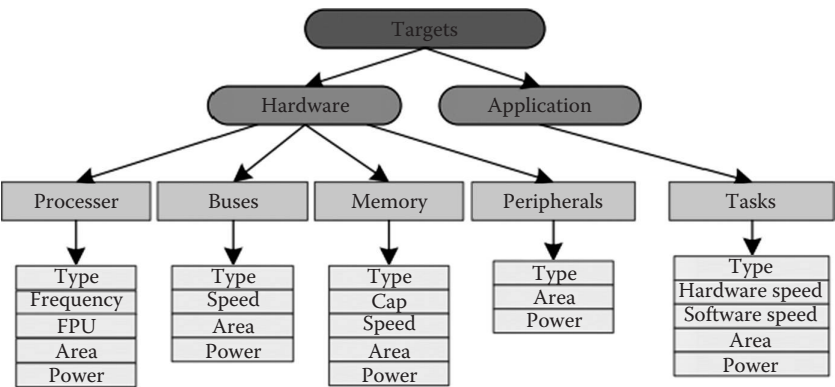 Targets
Hardware
Application
Processer
Buses
Memory
Peripherals
Tasks
Type
Frequency
FPU
Area
Power
Type
Speed
Area
Power
Type
Cap
Speed
Area
Power
Type
Area
Power
Type
Hardware speed
Software speed
Area
Power